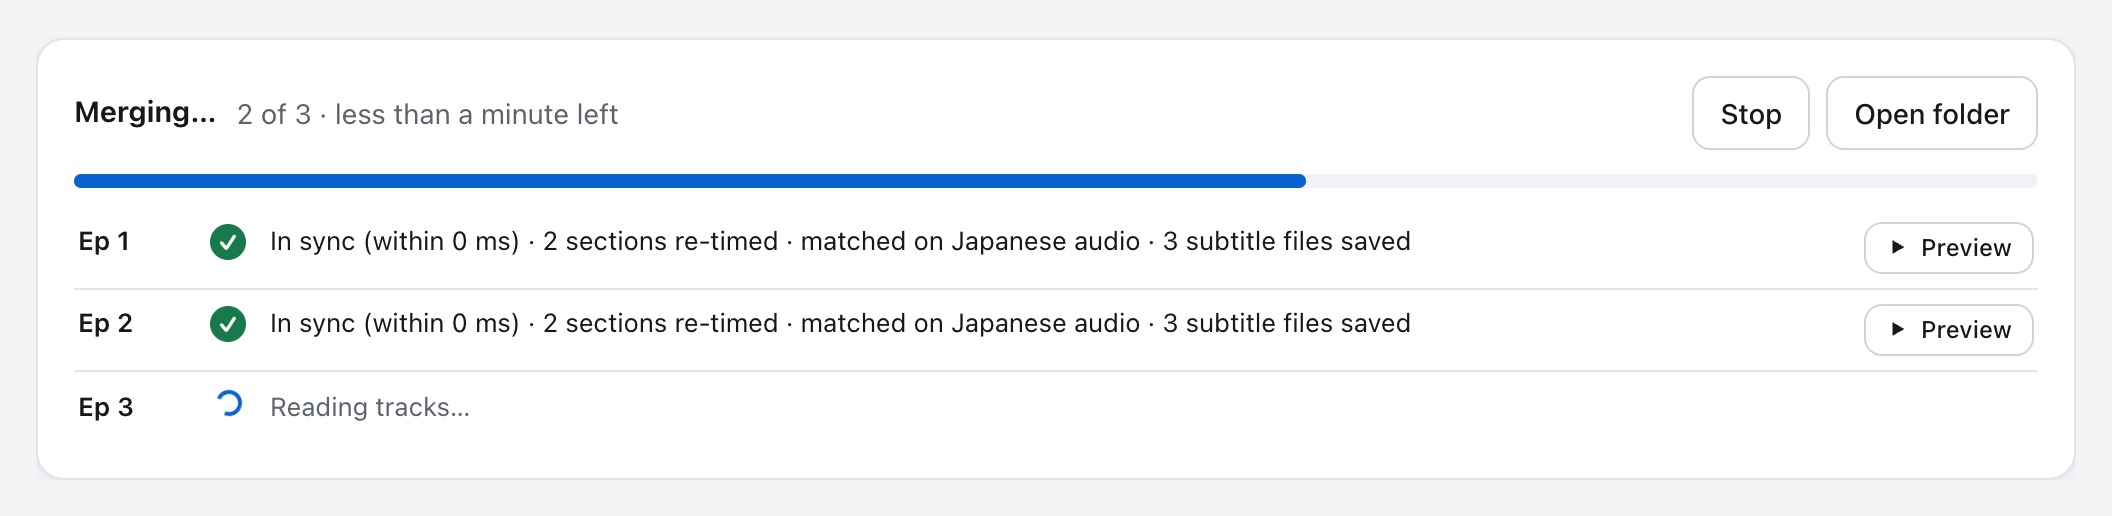 Merging... 2 of 3 · less than a minute left Stop Open folder
Ep 1 In sync (within 0 ms) · 2 sections re-timed · matched on Japanese audio · 3 subtitle files saved Preview
Ep 2 In sync (within 0 ms) · 2 sections re-timed · matched on Japanese audio · 3 subtitle files saved Preview
Ep 3 Reading tracks...